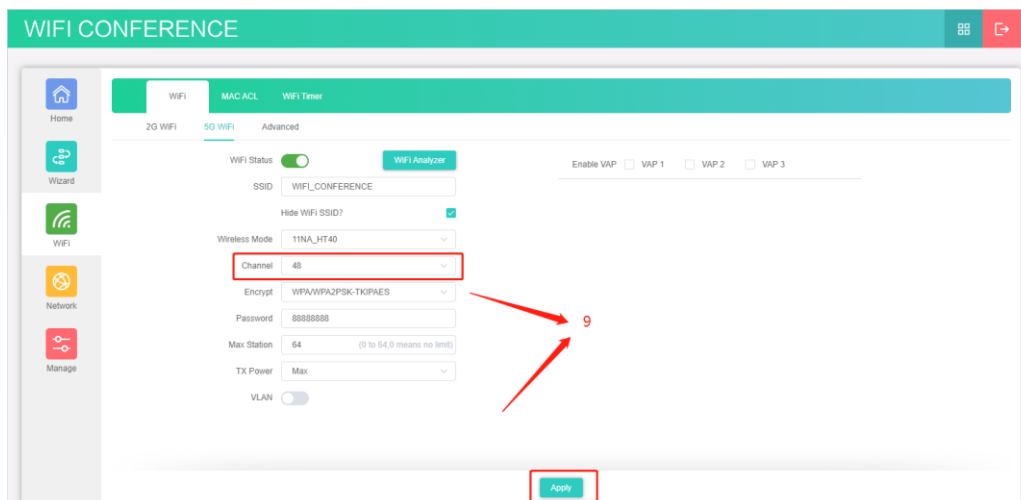 WIFI CONFERENCE
Home
Wizard
WiFi
Network
Manage
WiFi MAC ACL WiFi Timer
2G WiFi 5G WiFi Advanced
WiFi Status WiFi Analyzer
SSID WIFI_CONFERENCE
Hide WiFi SSID?
Wireless Mode 11NA_HT40
Channel 48
Encrypt WPA/WPA2PSK-TKIPAES
Password 88888888
Max Station 64 (0 to 64,0 means no limit)
TX Power Max
VLAN
Enable VAP VAP 1 VAP 2 VAP 3
9
Apply